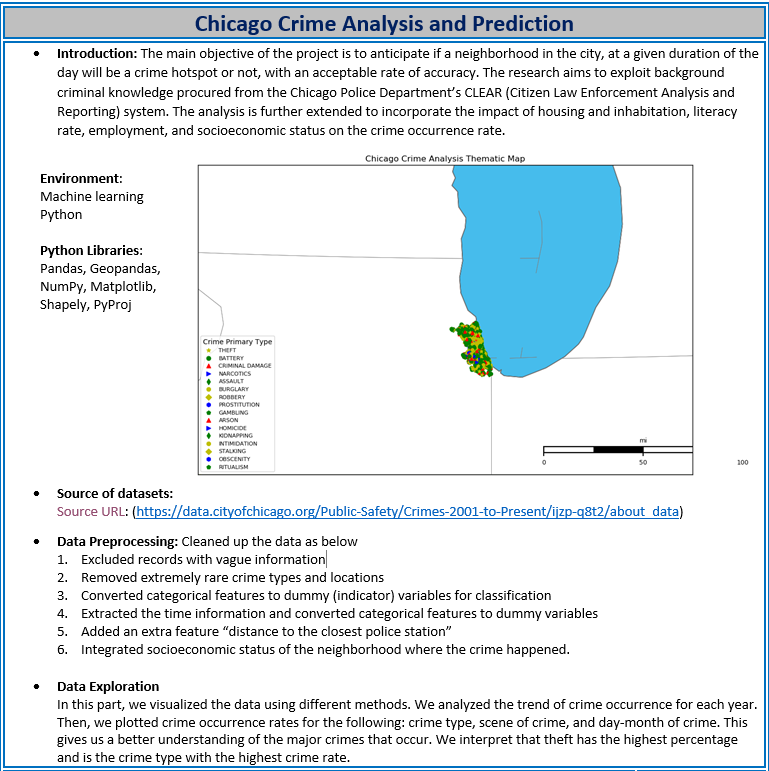 Chicago Crime Analysis and Prediction
• Introduction: The main objective of the project is to anticipate if a neighborhood in the city, at a given duration of the
day will be a crime hotspot or not, with an acceptable rate of accuracy. The research aims to exploit background
criminal knowledge procured from the Chicago Police Department’s CLEAR (Citizen Law Enforcement Analysis and
Reporting) system. The analysis is further extended to incorporate the impact of housing and inhabitation, literacy
rate, employment, and socioeconomic status on the crime occurrence rate.
Environment:
Machine learning
Python
Python Libraries:
Pandas, Geopandas,
NumPy, Matplotlib,
Shapely, PyProj
Chicago Crime Analysis Thematic Map
Crime Primary Type
THEFT
BATTERY
CRIMINAL DAMAGE
NARCOTICS
ASSAULT
BURGLARY
ROBBERY
PROSTITUTION
GAMBLING
ARSON
HOMICIDE
KIDNAPPING
INTIMIDATION
STALKING
OBSCENITY
RITUALISM
mi
0 50 100
• Source of datasets:
Source URL: (https://data.cityofchicago.org/Public-Safety/Crimes-2001-to-Present/ijzp-q8t2/about_data)
• Data Preprocessing: Cleaned up the data as below
1. Excluded records with vague information
2. Removed extremely rare crime types and locations
3. Converted categorical features to dummy (indicator) variables for classification
4. Extracted the time information and converted categorical features to dummy variables
5. Added an extra feature “distance to the closest police station”
6. Integrated socioeconomic status of the neighborhood where the crime happened.
• Data Exploration
In this part, we visualized the data using different methods. We analyzed the trend of crime occurrence for each year.
Then, we plotted crime occurrence rates for the following: crime type, scene of crime, and day-month of crime. This
gives us a better understanding of the major crimes that occur. We interpret that theft has the highest percentage
and is the crime type with the highest crime rate.